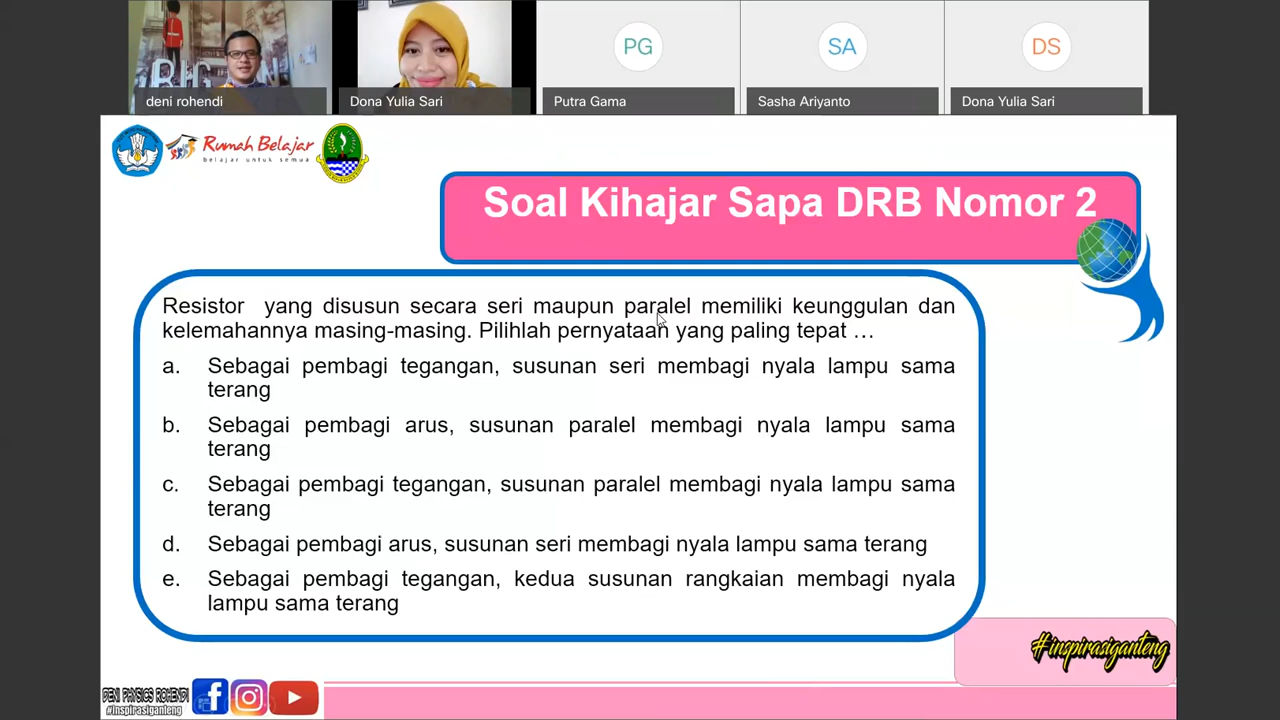 BIG
N
PG
SA
DS
deni rohendi
Dona Yulia Sari
Putra Gama
Sasha Ariyanto
Dona Yulia Sari
Rumah Belajar
belajar untuk semua
Soal Kihajar Sapa DRB Nomor 2
Resistor yang disusun secara seri maupun paralel memiliki keunggulan dan
kelemahannya masing-masing. Pilihlah pernyataan yang paling tepat …
a. Sebagai pembagi tegangan, susunan seri membagi nyala lampu sama
terang
b. Sebagai pembagi arus, susunan paralel membagi nyala lampu sama
terang
c. Sebagai pembagi tegangan, susunan paralel membagi nyala lampu sama
terang
d. Sebagai pembagi arus, susunan seri membagi nyala lampu sama terang
e. Sebagai pembagi tegangan, kedua susunan rangkaian membagi nyala
lampu sama terang
#inspirasiganteng
DENI PHYSICS ROHENDI
#inspirasiganteng